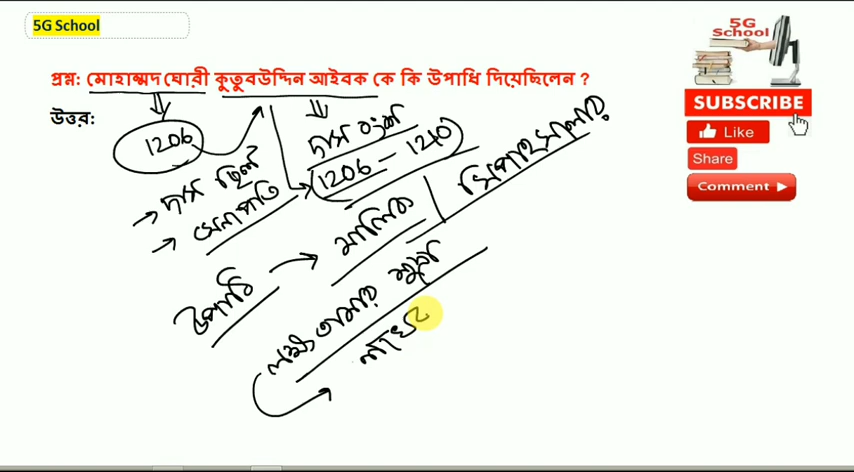 5G School
5G
School
প্রশ্ন: মোহাম্মদ ঘোরী কুতুবউদ্দিন আইবক কে কি উপাধি দিয়েছিলেন ?
উত্তর:
SUBSCRIBE
Like
Share
Comment
1206
দাস বংশ
1206 - 1210
→ দাস ছিল
→ সেনাপতি
উপাধি → মালিক / সিপাহসালার